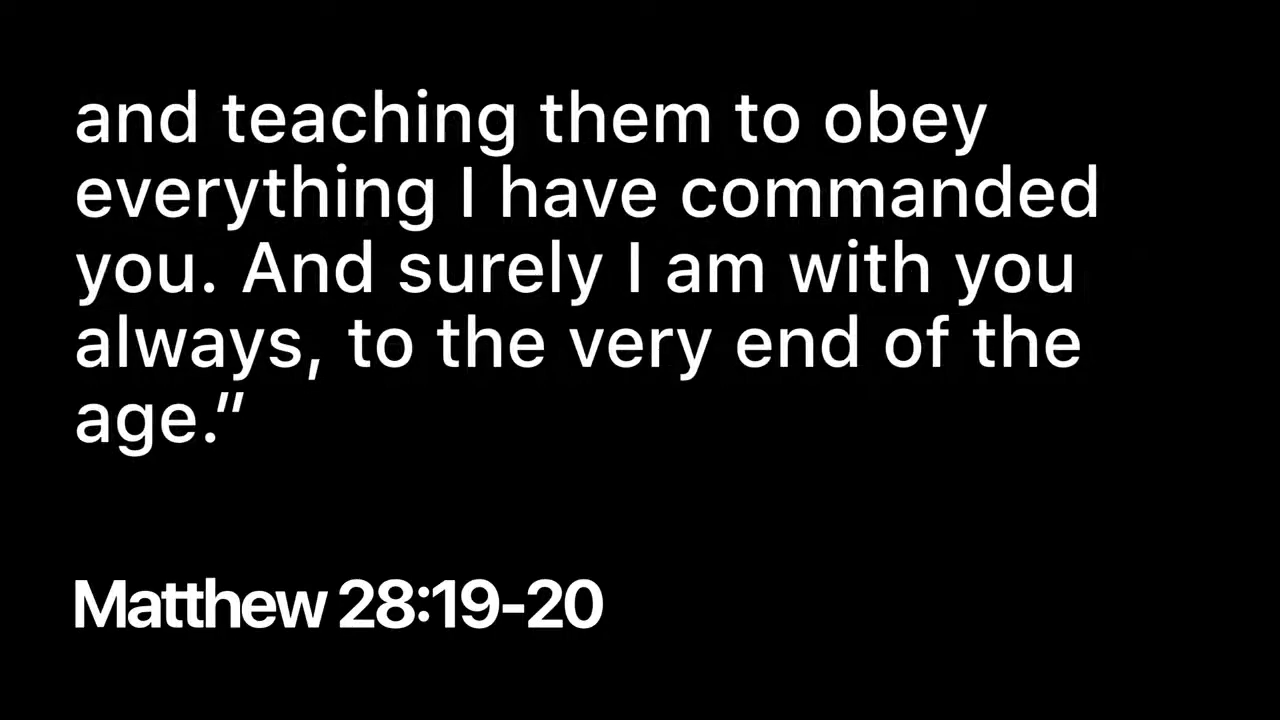 and teaching them to obey
everything I have commanded
you. And surely I am with you
always, to the very end of the
age.”
Matthew 28:19-20